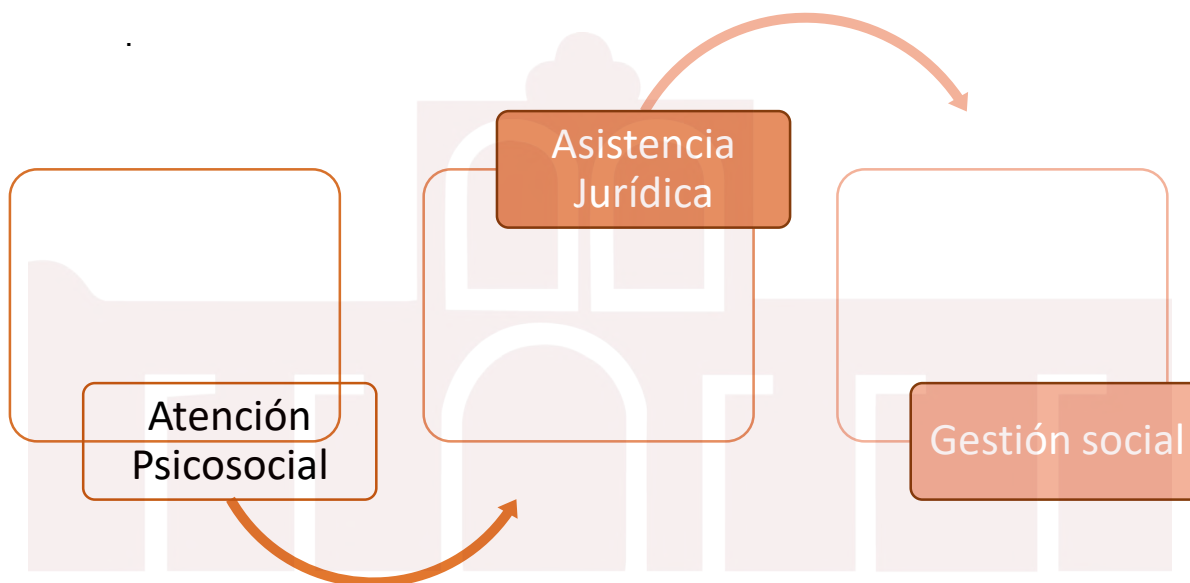 .
Asistencia
Jurídica
Atención
Psicosocial
Gestión social